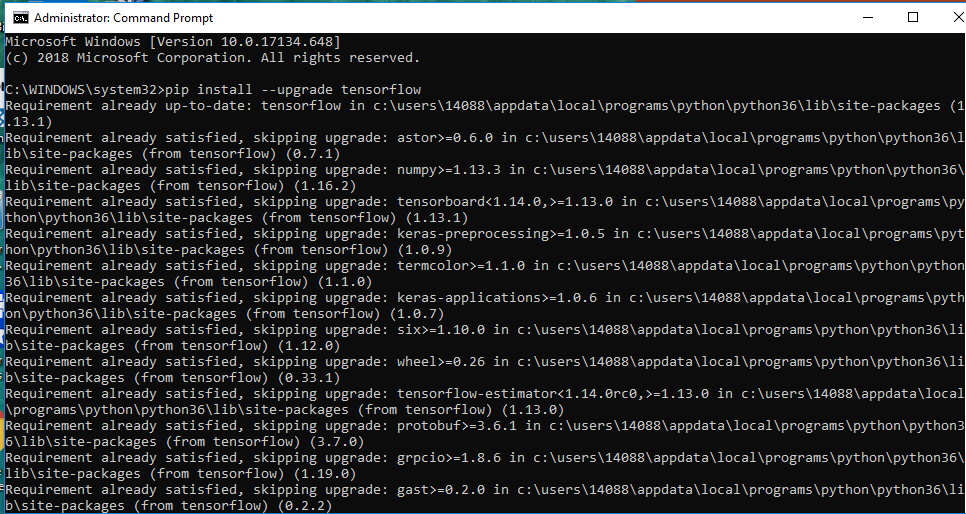 Administrator: Command Prompt
Microsoft Windows [Version 10.0.17134.648]
(c) 2018 Microsoft Corporation. All rights reserved.
C:\WINDOWS\system32>pip install --upgrade tensorflow
Requirement already up-to-date: tensorflow in c:\users\14088\appdata\local\programs\python\python36\lib\site-packages (1
.13.1)
Requirement already satisfied, skipping upgrade: astor>=0.6.0 in c:\users\14088\appdata\local\programs\python\python36\l
ib\site-packages (from tensorflow) (0.7.1)
Requirement already satisfied, skipping upgrade: numpy>=1.13.3 in c:\users\14088\appdata\local\programs\python\python36\
lib\site-packages (from tensorflow) (1.16.2)
Requirement already satisfied, skipping upgrade: tensorboard<1.14.0,>=1.13.0 in c:\users\14088\appdata\local\programs\py
thon\python36\lib\site-packages (from tensorflow) (1.13.1)
Requirement already satisfied, skipping upgrade: keras-preprocessing>=1.0.5 in c:\users\14088\appdata\local\programs\pyt
hon\python36\lib\site-packages (from tensorflow) (1.0.9)
Requirement already satisfied, skipping upgrade: termcolor>=1.1.0 in c:\users\14088\appdata\local\programs\python\python
36\lib\site-packages (from tensorflow) (1.1.0)
Requirement already satisfied, skipping upgrade: keras-applications>=1.0.6 in c:\users\14088\appdata\local\programs\pyth
on\python36\lib\site-packages (from tensorflow) (1.0.7)
Requirement already satisfied, skipping upgrade: six>=1.10.0 in c:\users\14088\appdata\local\programs\python\python36\li
b\site-packages (from tensorflow) (1.12.0)
Requirement already satisfied, skipping upgrade: wheel>=0.26 in c:\users\14088\appdata\local\programs\python\python36\li
b\site-packages (from tensorflow) (0.33.1)
Requirement already satisfied, skipping upgrade: tensorflow-estimator<1.14.0rc0,>=1.13.0 in c:\users\14088\appdata\local
\programs\python\python36\lib\site-packages (from tensorflow) (1.13.0)
Requirement already satisfied, skipping upgrade: protobuf>=3.6.1 in c:\users\14088\appdata\local\programs\python\python3
6\lib\site-packages (from tensorflow) (3.7.0)
Requirement already satisfied, skipping upgrade: grpcio>=1.8.6 in c:\users\14088\appdata\local\programs\python\python36\
lib\site-packages (from tensorflow) (1.19.0)
Requirement already satisfied, skipping upgrade: gast>=0.2.0 in c:\users\14088\appdata\local\programs\python\python36\li
b\site-packages (from tensorflow) (0.2.2)